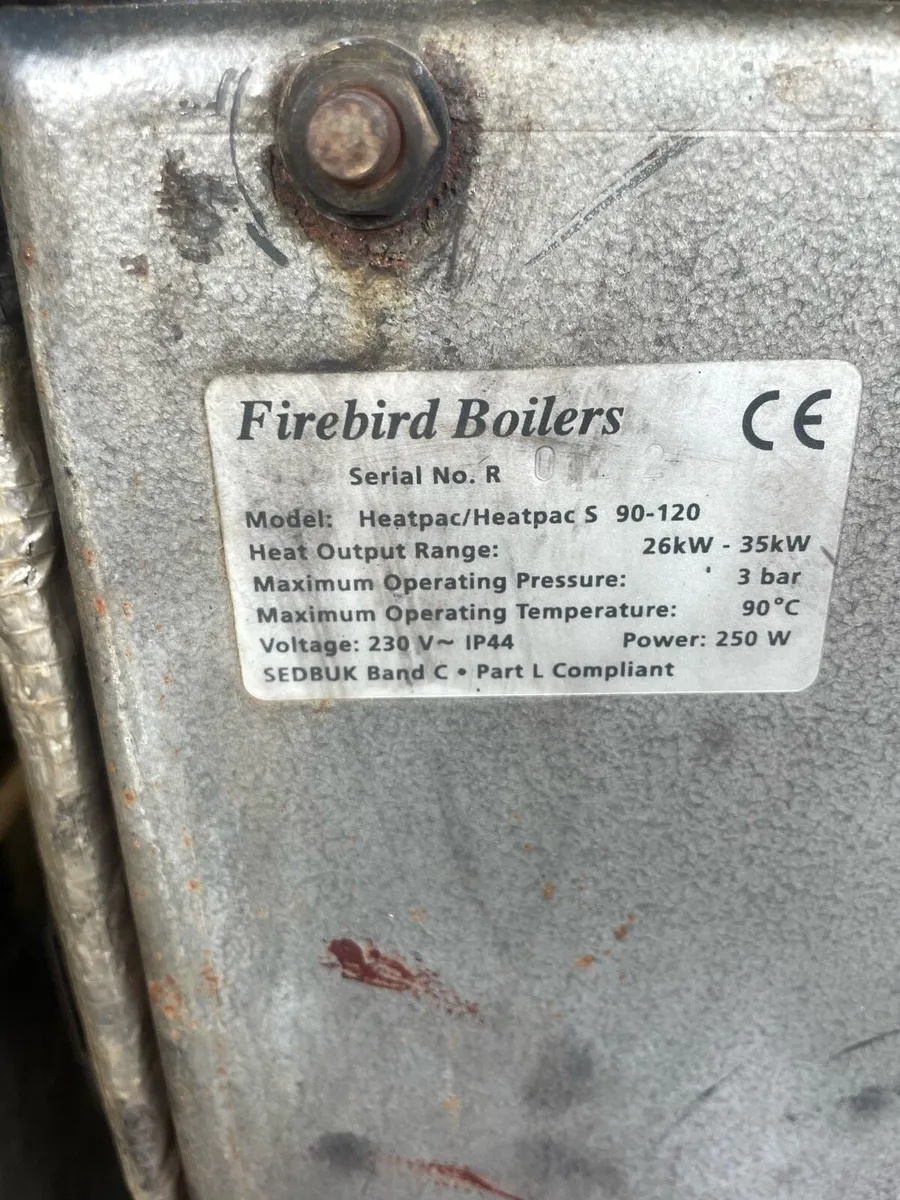 Firebird Boilers CE
Serial No. R
Model: Heatpac/Heatpac S 90-120
Heat Output Range: 26kW - 35kW
Maximum Operating Pressure: 3 bar
Maximum Operating Temperature: 90°C
Voltage: 230 V~ IP44 Power: 250 W
SEDBUK Band C • Part L Compliant